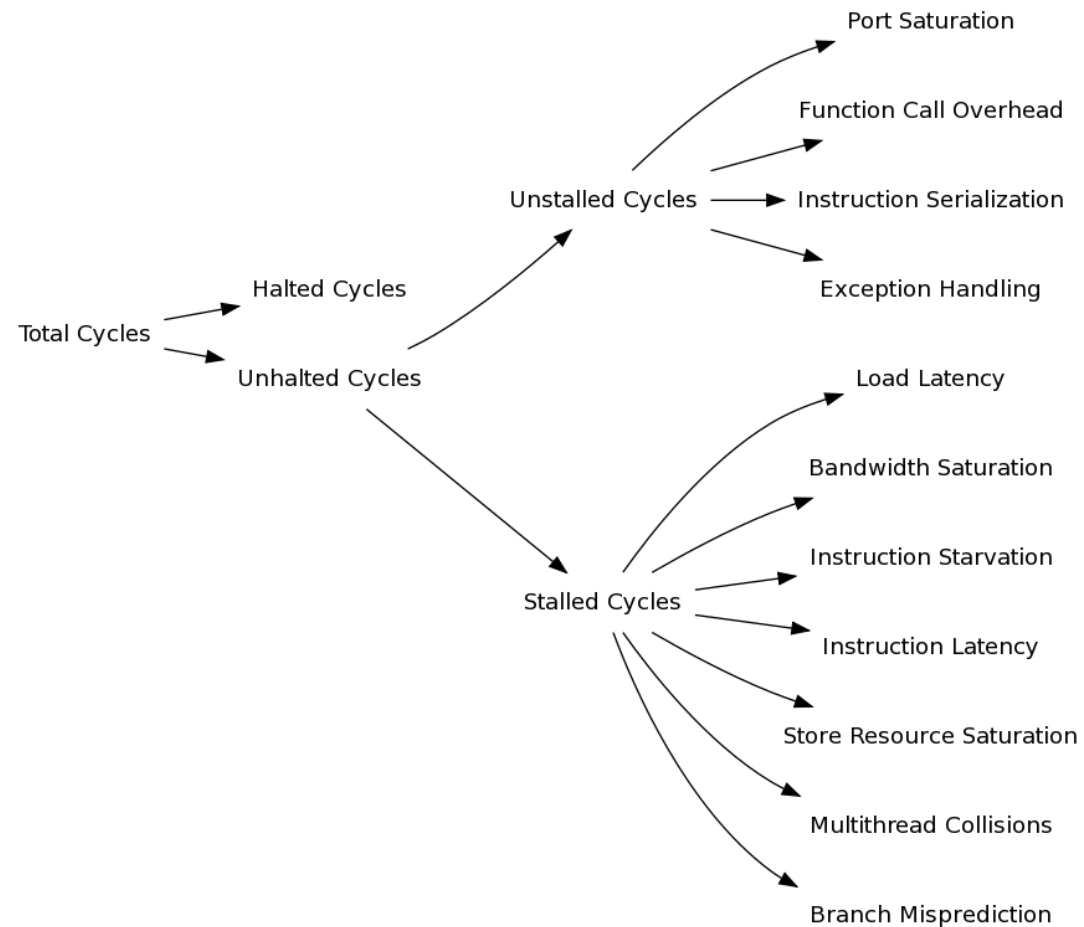 Port Saturation
Function Call Overhead
Unstalled Cycles
Instruction Serialization
Halted Cycles
Exception Handling
Total Cycles
Unhalted Cycles
Load Latency
Bandwidth Saturation
Instruction Starvation
Stalled Cycles
Instruction Latency
Store Resource Saturation
Multithread Collisions
Branch Misprediction